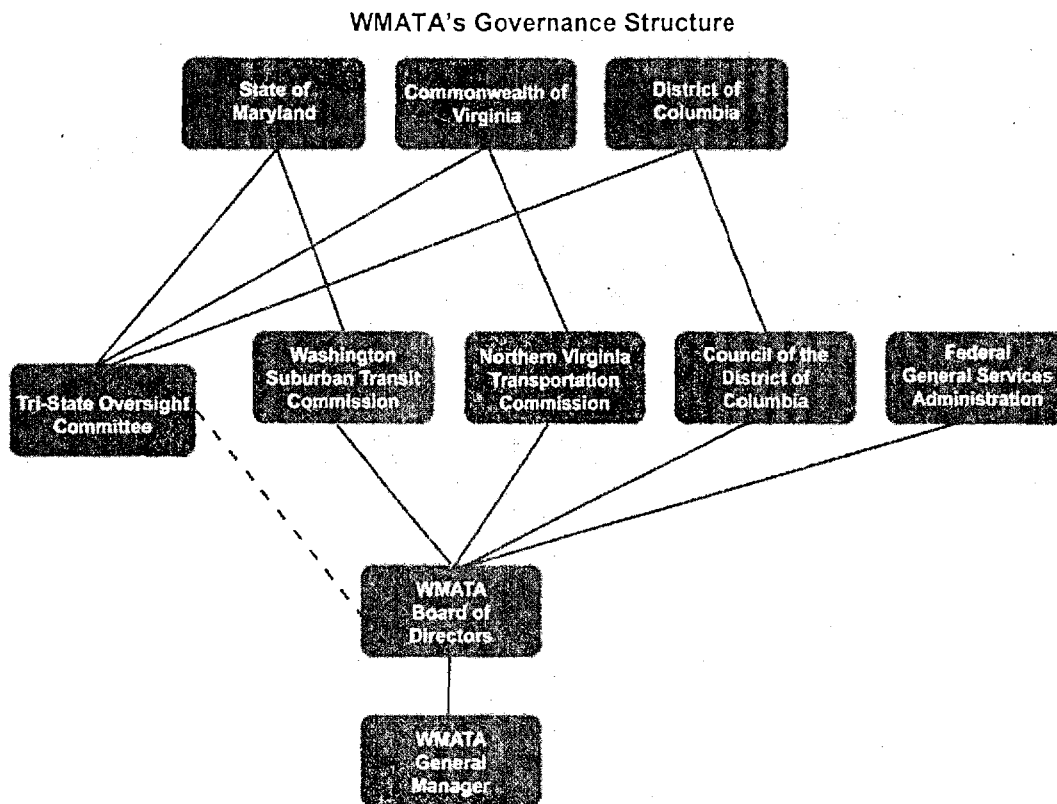 WMATA's Governance Structure
State of
Maryland
Commonwealth of
Virginia
District of
Columbia
Tri-State Oversight
Committee
Washington
Suburban Transit
Commission
Northern Virginia
Transportation
Commission
Council of the
District of
Columbia
Federal
General Services
Administration
WMATA
Board of
Directors
WMATA
General
Manager